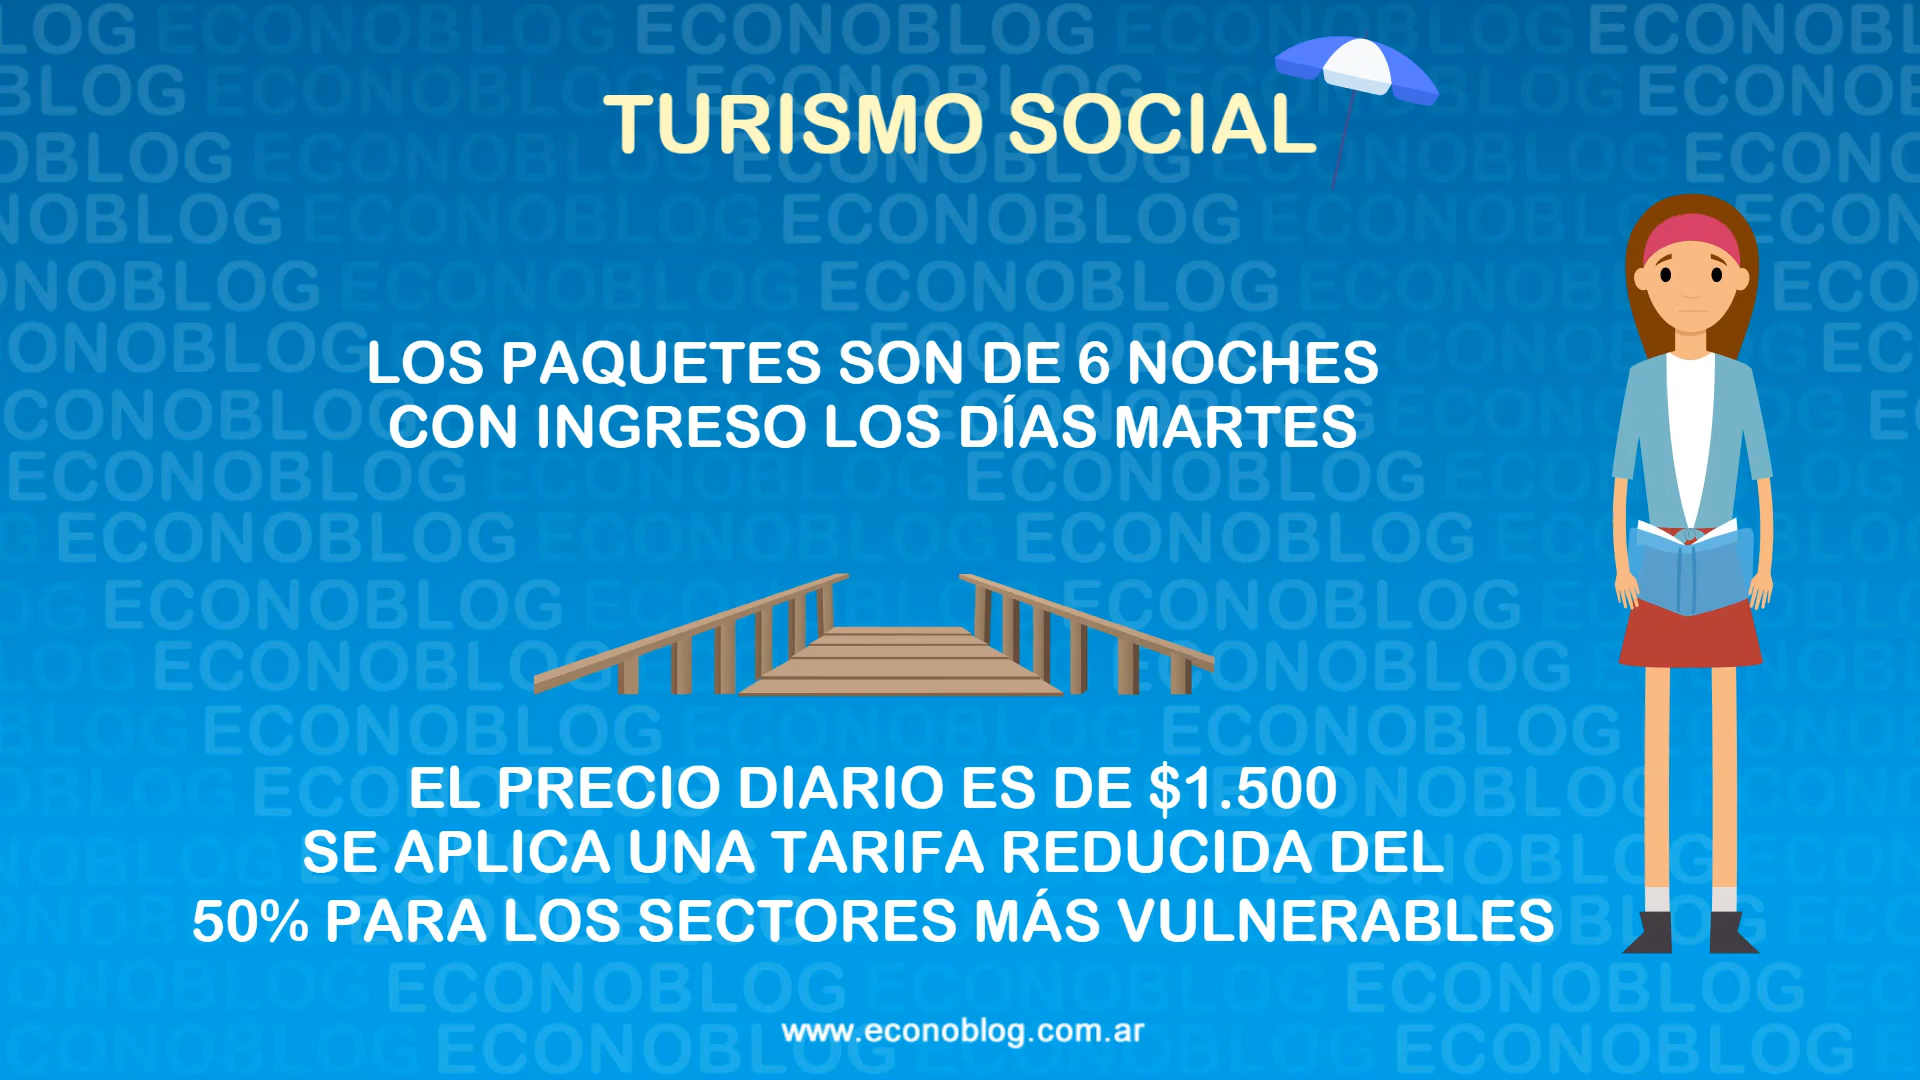 TURISMO SOCIAL
LOS PAQUETES SON DE 6 NOCHES
CON INGRESO LOS DÍAS MARTES
EL PRECIO DIARIO ES DE $1.500
SE APLICA UNA TARIFA REDUCIDA DEL
50% PARA LOS SECTORES MÁS VULNERABLES
www.econoblog.com.ar